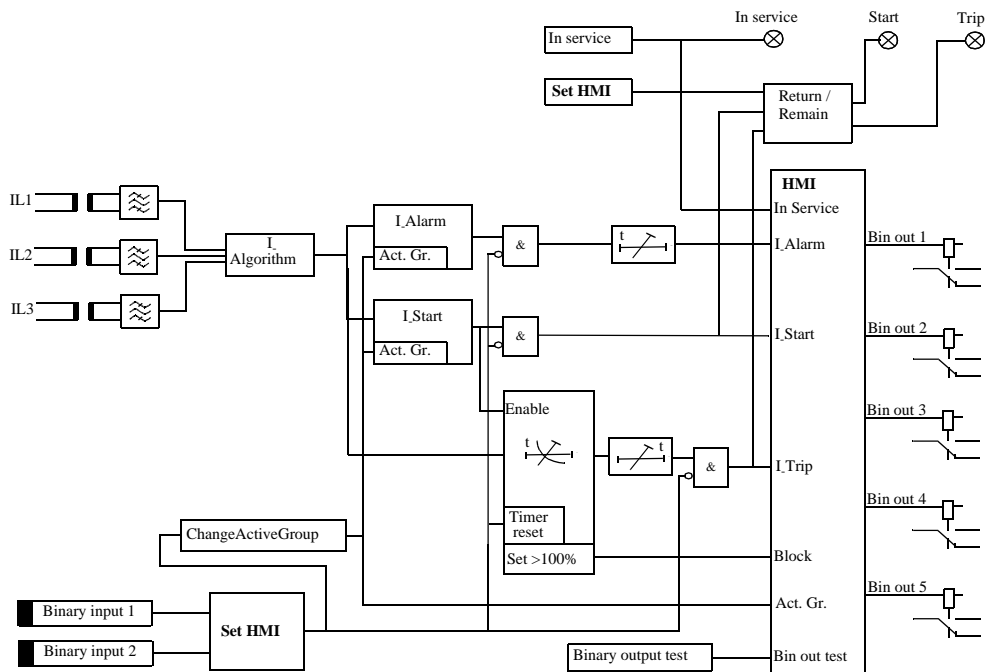 In service
Start
Trip
In service
Set HMI
Return /
Remain
HMI
In Service
IL1
I_Alarm
Act. Gr.
&
t
I_Alarm
Bin out 1
IL2
I_
Algorithm
IL3
I_Start
Act. Gr.
&
I_Start
Bin out 2
Enable
t
Timer
reset
Set >100%
t
&
I_Trip
Bin out 3
Bin out 4
ChangeActiveGroup
Block
Binary input 1
Binary input 2
Set HMI
Act. Gr.
Bin out 5
Binary output test
Bin out test